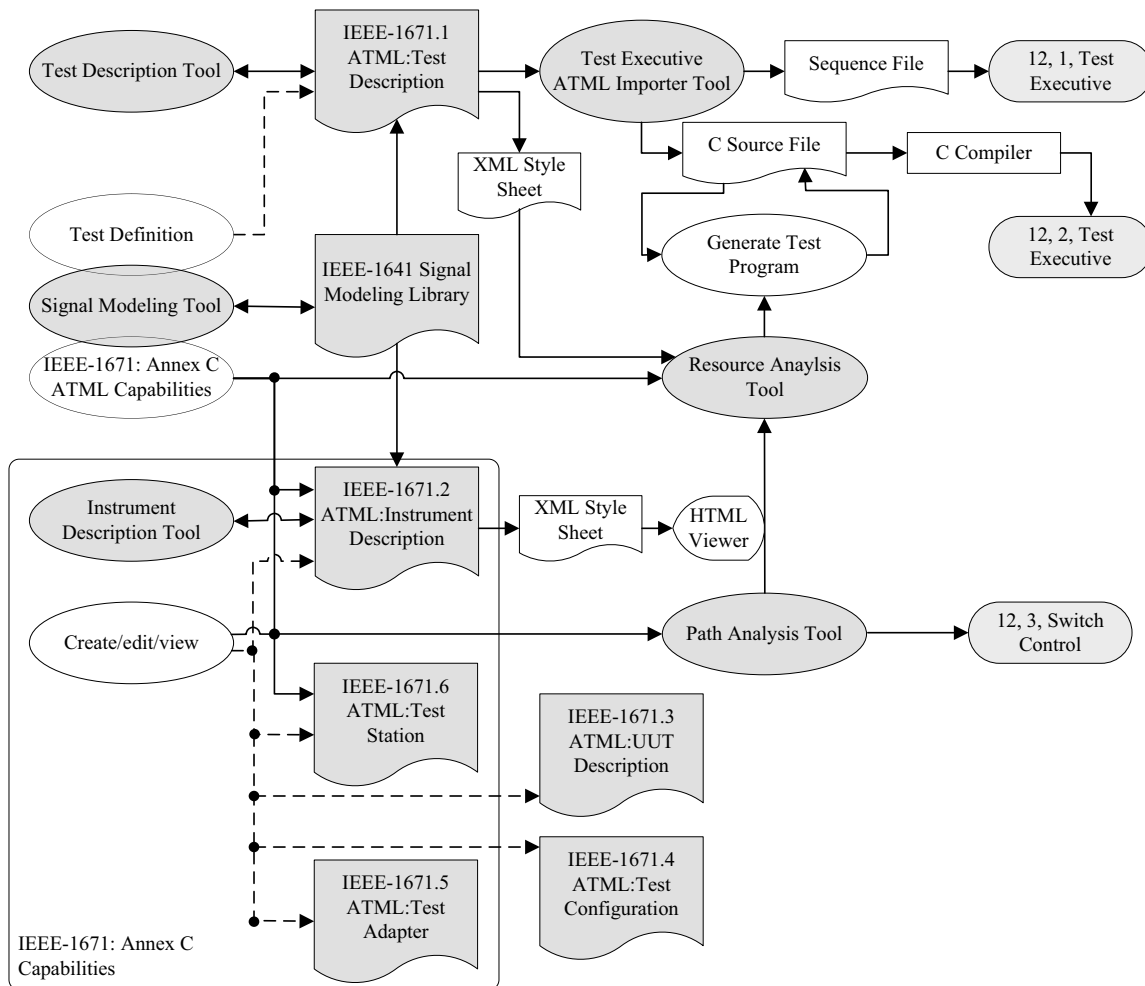 Test Description Tool
IEEE-1671.1
ATML:Test
Description
Test Executive
ATML Importer Tool
Sequence File
12, 1, Test
Executive
XML Style
Sheet
C Source File
C Compiler
Test Definition
Generate Test
Program
12, 2, Test
Executive
Signal Modeling Tool
IEEE-1641 Signal
Modeling Library
IEEE-1671: Annex C
ATML Capabilities
Resource Anaylsis
Tool
Instrument
Description Tool
IEEE-1671.2
ATML:Instrument
Description
XML Style
Sheet
HTML
Viewer
Create/edit/view
Path Analysis Tool
12, 3, Switch
Control
IEEE-1671.6
ATML:Test
Station
IEEE-1671.3
ATML:UUT
Description
IEEE-1671.5
ATML:Test
Adapter
IEEE-1671.4
ATML:Test
Configuration
IEEE-1671: Annex C
Capabilities